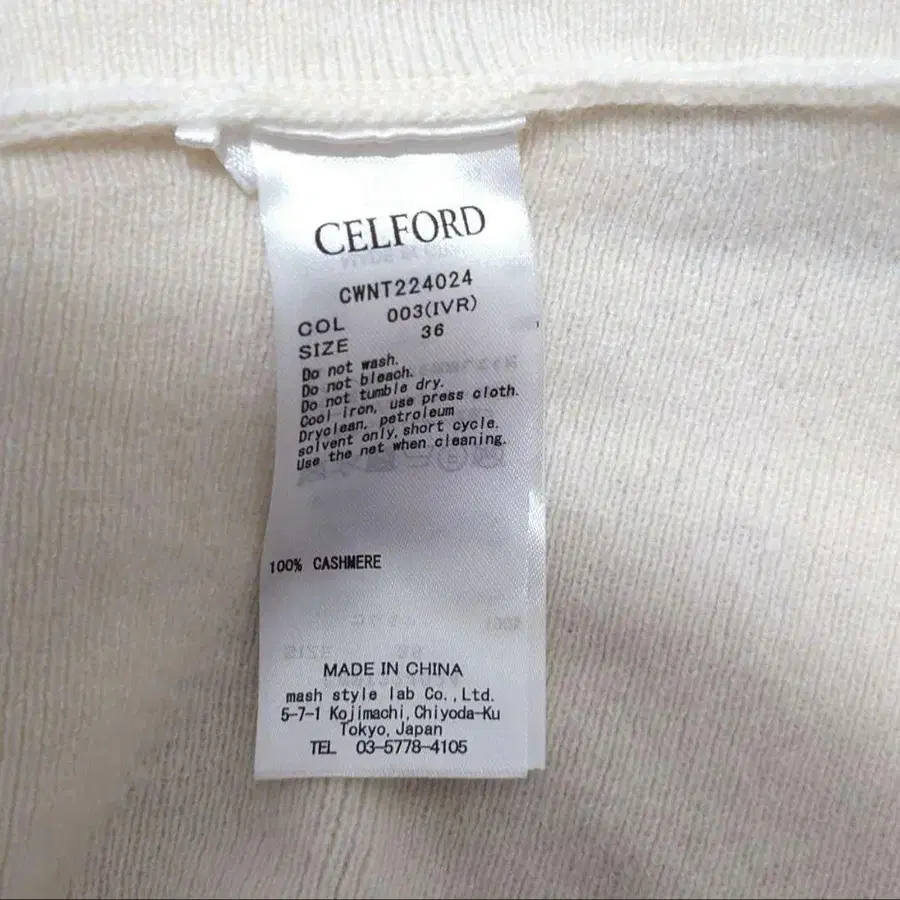 CELFORD
CWNT224024
COL 003(IVR)
SIZE 36
Do not wash.
Do not bleach.
Do not tumble dry.
Cool iron, use press cloth.
Dryclean, petroleum
solvent only, short cycle.
Use the net when cleaning.
100% CASHMERE
MADE IN CHINA
mash style lab Co.,Ltd.
5-7-1 Kojimachi,Chiyoda-Ku
Tokyo,Japan
TEL 03-5778-4105